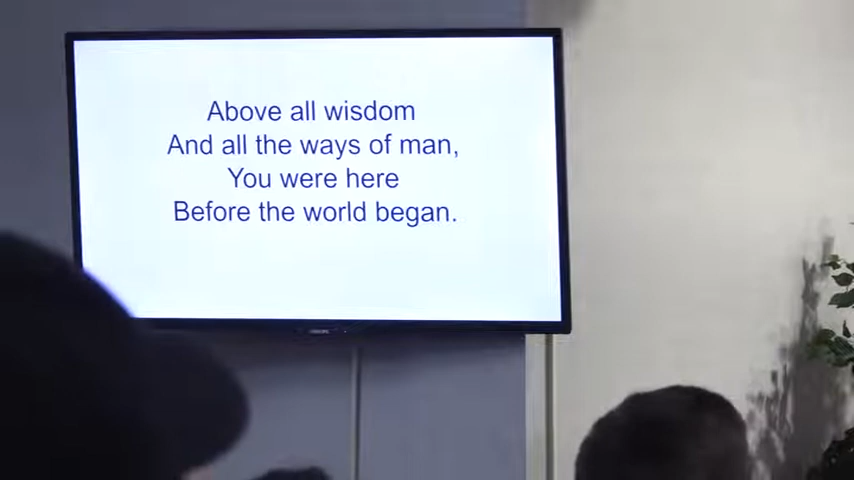 Above all wisdom
And all the ways of man,
You were here
Before the world began.